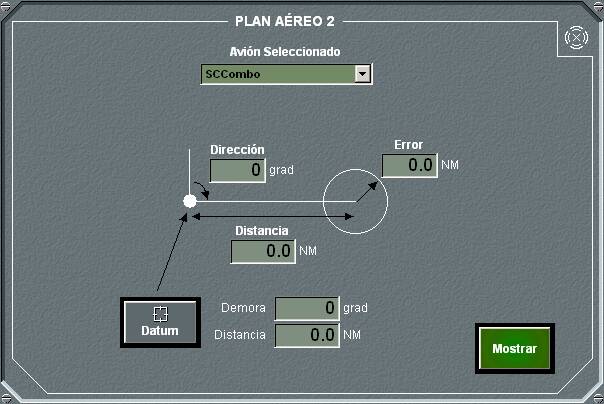 PLAN AÉREO 2
Avión Seleccionado
SCCombo
Dirección
0 grad
Error
0.0 NM
Distancia
0.0 NM
Datum
Demora 0 grad
Distancia 0.0 NM
Mostrar